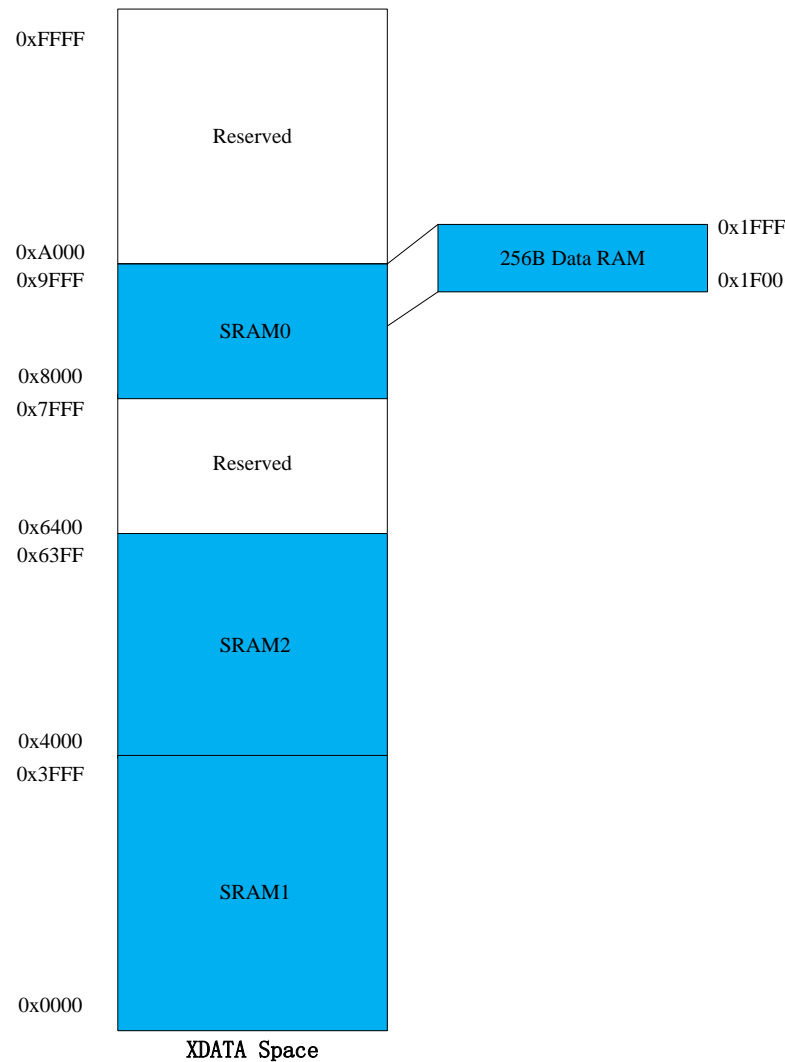 0xFFFF
Reserved
0xA000
0x9FFF
SRAM0
0x8000
0x1FFF
256B Data RAM
0x1F00
0x7FFF
Reserved
0x6400
0x63FF
SRAM2
0x4000
0x3FFF
SRAM1
0x0000
XDATA Space